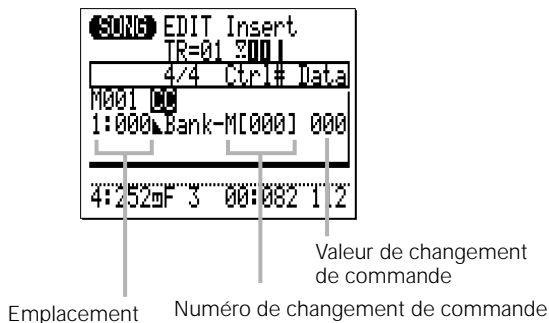 SONG EDIT Insert
TR=01
4/4 Ctrl# Data
M001 CC
1:000 Bank-M[000] 000
4:252 F 3 00:082 112
Valeur de changement
de commande
Emplacement
Numéro de changement de commande